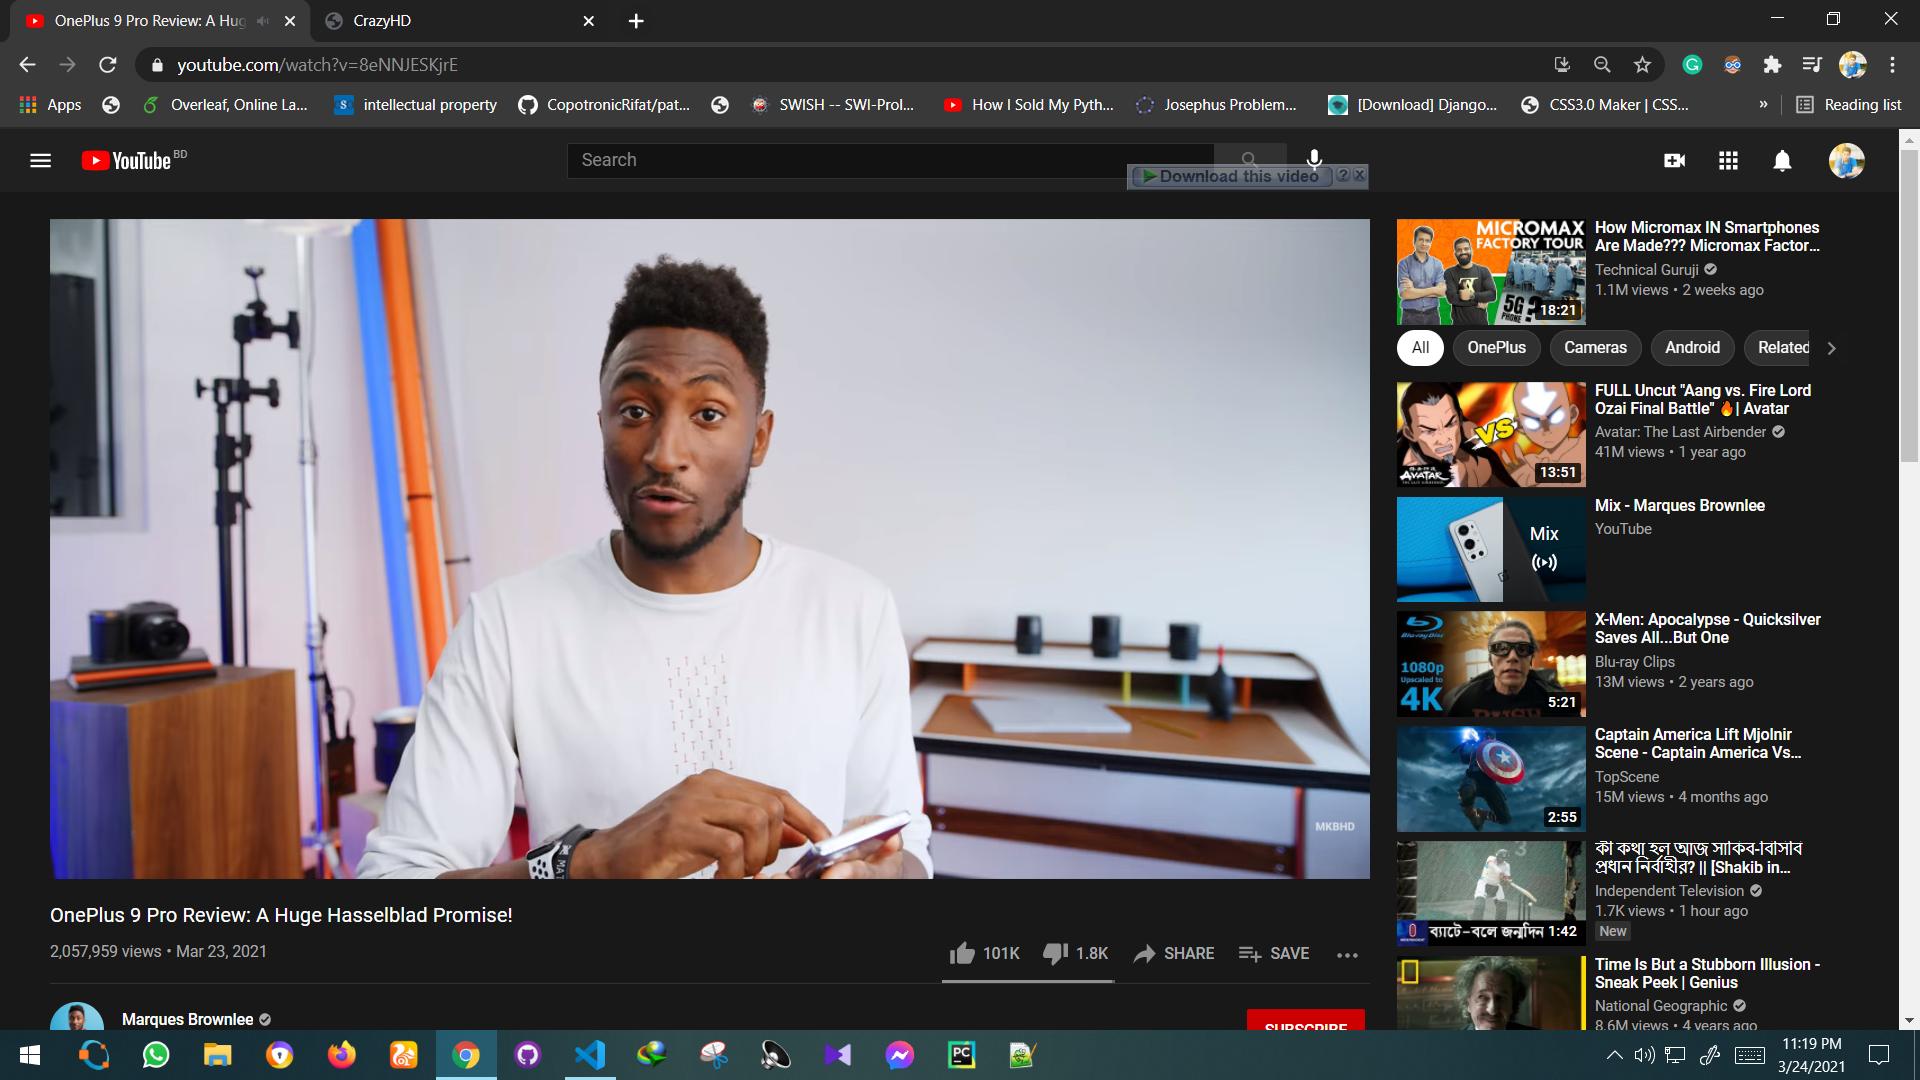 OnePlus 9 Pro Review: A Hug
CrazyHD
youtube.com/watch?v=8eNNJESKjrE
Apps
Overleaf, Online La...
intellectual property
CopotronicRifat/pat...
SWISH -- SWI-Prol...
How I Sold My Pyth...
Josephus Problem...
[Download] Django...
CSS3.0 Maker | CSS...
»
Reading list
YouTube BD
Search
Download this video
MICROMAX
FACTORY TOUR
5G ?
PHONE
18:21
How Micromax IN Smartphones
Are Made??? Micromax Factor...
Technical Guruji
1.1M views • 2 weeks ago
All
OnePlus
Cameras
Android
Related
VS
AVATAR
13:51
FULL Uncut "Aang vs. Fire Lord
Ozai Final Battle" 🔥| Avatar
Avatar: The Last Airbender
41M views • 1 year ago
Mix
Mix - Marques Brownlee
YouTube
Blu-ray Disc
1080p
Upscaled to
4K
5:21
X-Men: Apocalypse - Quicksilver
Saves All...But One
Blu-ray Clips
13M views • 2 years ago
2:55
Captain America Lift Mjolnir
Scene - Captain America Vs...
TopScene
15M views • 4 months ago
3
ব্যাটে-বলে জন্মদিন 1:42
কী কথা হল আজ সাকিব-বিসিবি
প্রধান নির্বাহীর? || [Shakib in...
Independent Television
1.7K views • 1 hour ago
New
Time Is But a Stubborn Illusion -
Sneak Peek | Genius
National Geographic
8.6M views • 4 years ago
MKBHD
OnePlus 9 Pro Review: A Huge Hasselblad Promise!
2,057,959 views • Mar 23, 2021
101K
1.8K
SHARE
SAVE
Marques Brownlee
SUBSCRIBE
PC
11:19 PM
3/24/2021